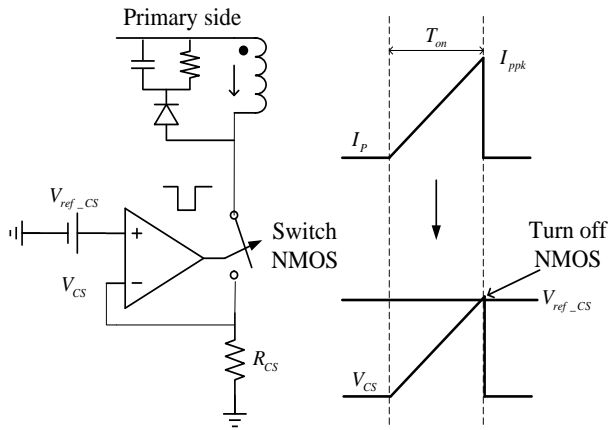 Primary side
T_on
I_ppk
I_P
V_ref_CS
+
Switch
NMOS
V_CS
−
R_CS
Turn off
NMOS
V_ref_CS
V_CS